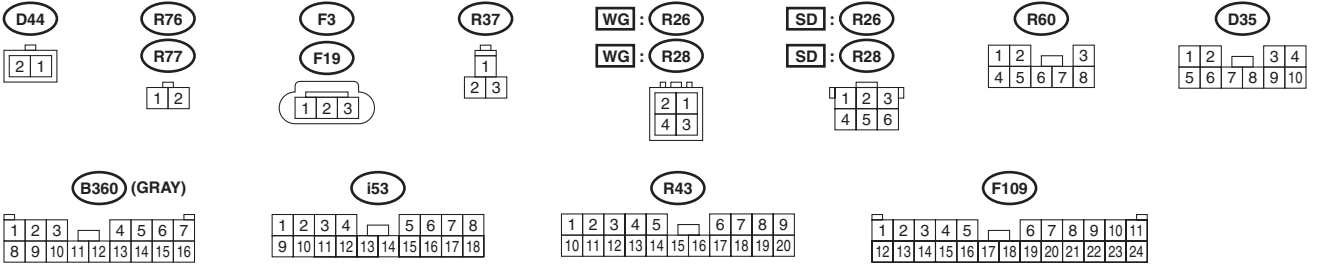 D44 R76 F3 R37 WG : R26 SD : R26 R60 D35
R77 F19 WG : R28 SD : R28
2 1
1 2
1 2 3
1
2 3
2 1
4 3
1 2 3
4 5 6
1 2 3
4 5 6 7 8
1 2 3 4
5 6 7 8 9 10
B360 (GRAY) i53 R43 F109
1 2 3 4 5 6 7
8 9 10 11 12 13 14 15 16
1 2 3 4 5 6 7 8
9 10 11 12 13 14 15 16 17 18
1 2 3 4 5 6 7 8 9
10 11 12 13 14 15 16 17 18 19 20
1 2 3 4 5 6 7 8 9 10 11
12 13 14 15 16 17 18 19 20 21 22 23 24